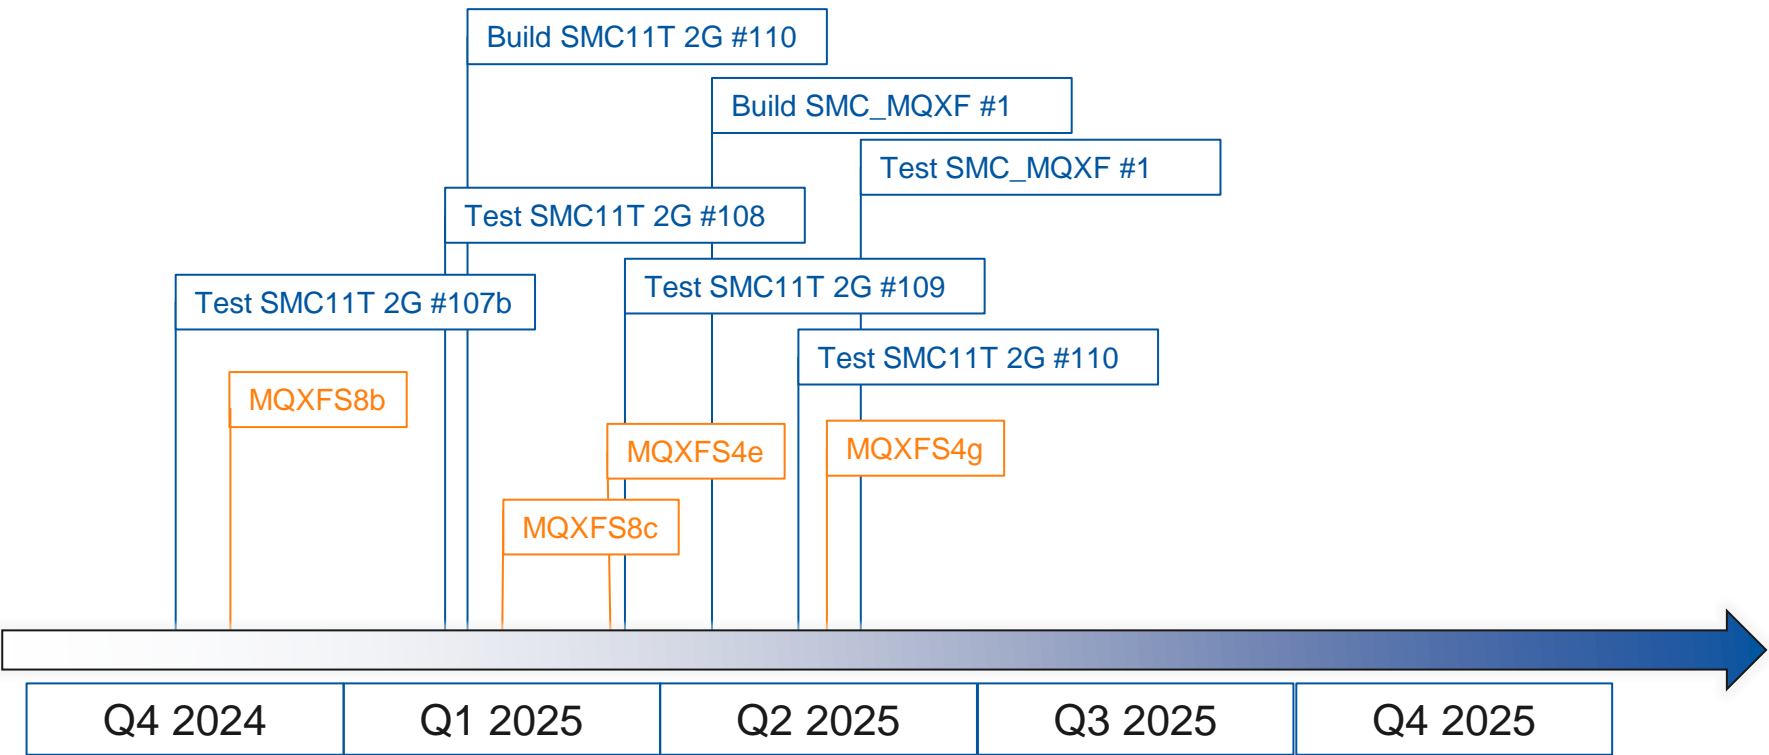 Build SMC11T 2G #110
Build SMC_MQXF #1
Test SMC_MQXF #1
Test SMC11T 2G #108
Test SMC11T 2G #109
Test SMC11T 2G #107b
Test SMC11T 2G #110
MQXFS8b
MQXFS4e
MQXFS4g
MQXFS8c
Q4 2024
Q1 2025
Q2 2025
Q3 2025
Q4 2025